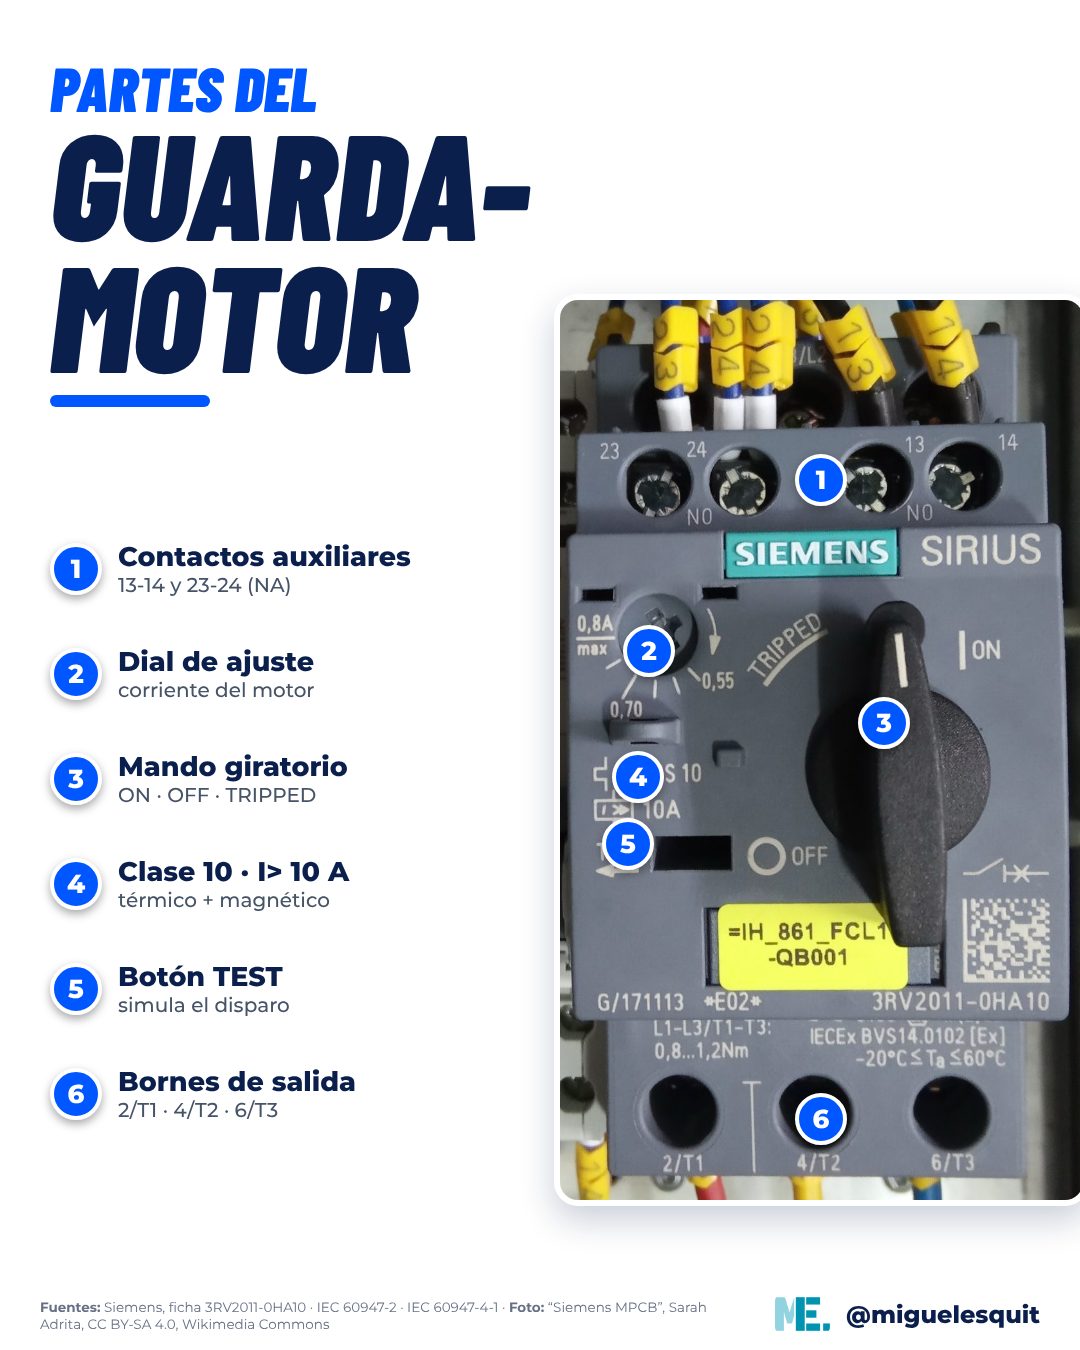 PARTES DEL
GUARDA-
MOTOR
1 Contactos auxiliares
13-14 y 23-24 (NA)
2 Dial de ajuste
corriente del motor
3 Mando giratorio
ON · OFF · TRIPPED
4 Clase 10 · I> 10 A
térmico + magnético
5 Botón TEST
simula el disparo
6 Bornes de salida
2/T1 · 4/T2 · 6/T3
23 24 13 14
1
NO NO
SIEMENS SIRIUS
0,8A
max
2
0,55
0,70
TRIPPED
ON
3
4 S 10
10A
5
OFF
=IH_861_FCL1
-QB001
G/171113 *E02* 3RV2011-0HA10
L1-L3/T1-T3:
0,8...1,2Nm
IECEx BVS14.0102 [Ex]
-20°C≤Ta≤60°C
6
2/T1 4/T2 6/T3
Fuentes: Siemens, ficha 3RV2011-0HA10 · IEC 60947-2 · IEC 60947-4-1 · Foto: “Siemens MPCB”, Sarah
Adrita, CC BY-SA 4.0, Wikimedia Commons
ME. @miguelesquit